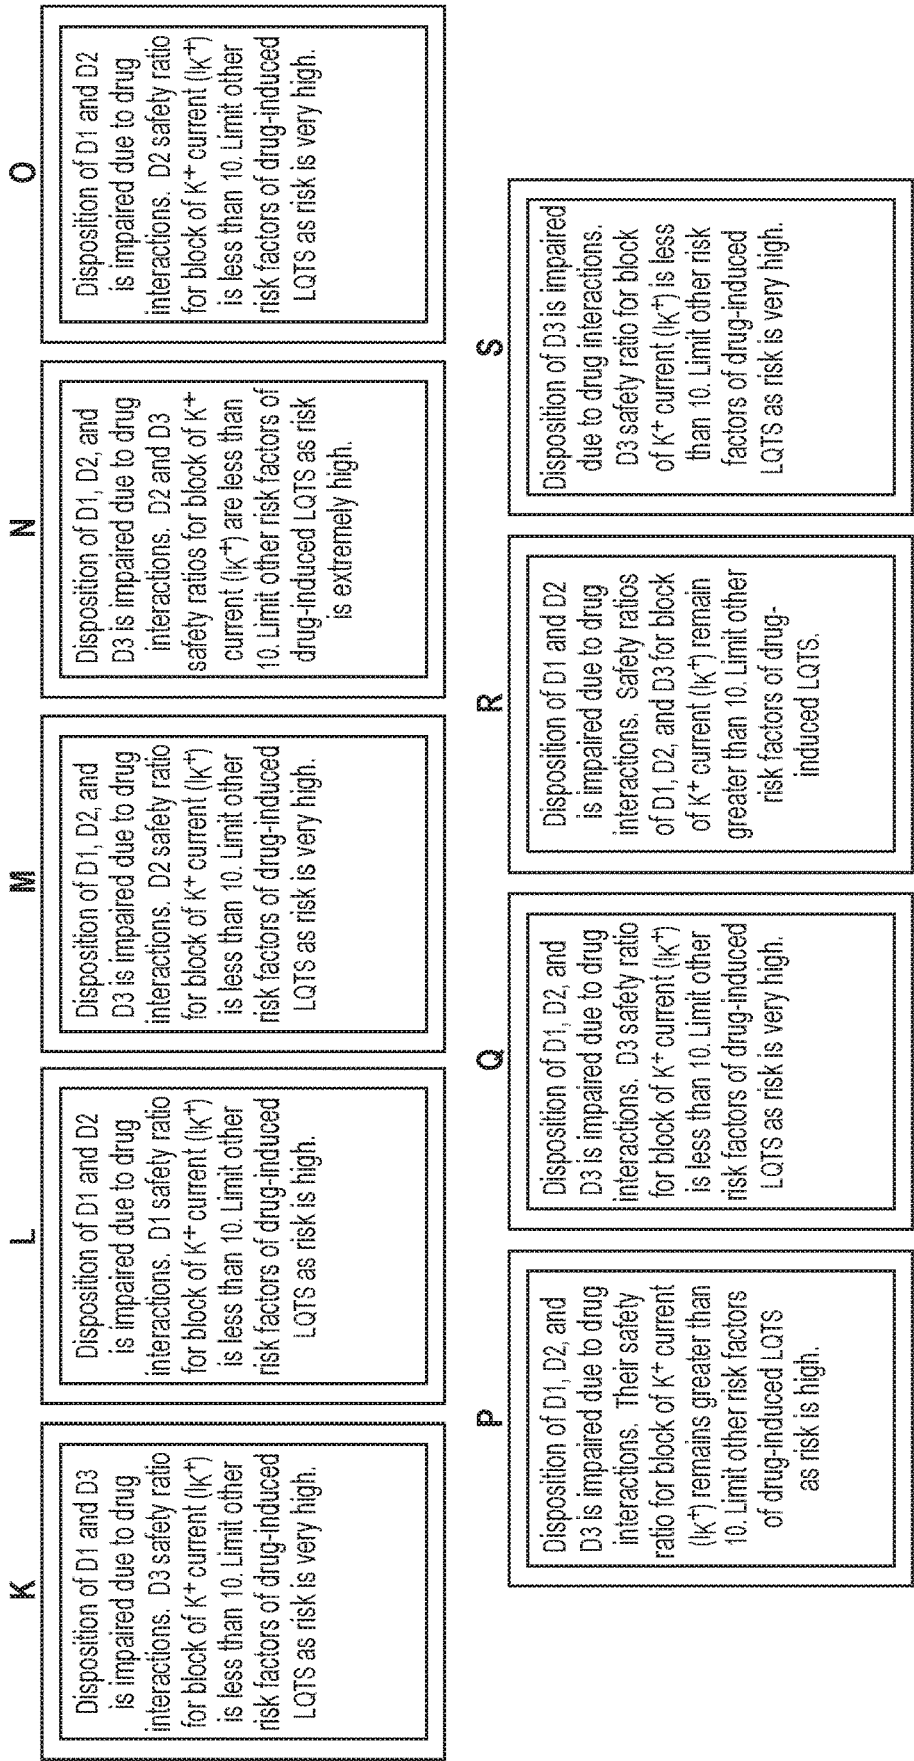 K
Disposition of D1 and D3
is impaired due to drug
interactions. D3 safety ratio
for block of K+ current (IK+)
is less than 10. Limit other
risk factors of drug-induced
LQTS as risk is very high.
L
Disposition of D1 and D2
is impaired due to drug
interactions. D1 safety ratio
for block of K+ current (IK+)
is less than 10. Limit other
risk factors of drug-induced
LQTS as risk is high.
M
Disposition of D1, D2, and
D3 is impaired due to drug
interactions. D2 safety ratio
for block of K+ current (IK+)
is less than 10. Limit other
risk factors of drug-induced
LQTS as risk is very high.
N
Disposition of D1, D2, and
D3 is impaired due to drug
interactions. D2 and D3
safety ratios for block of K+
current (IK+) are less than
10. Limit other risk factors of
drug-induced LQTS as risk
is extremely high.
O
Disposition of D1 and D2
is impaired due to drug
interactions. D2 safety ratio
for block of K+ current (IK+)
is less than 10. Limit other
risk factors of drug-induced
LQTS as risk is very high.
P
Disposition of D1, D2, and
D3 is impaired due to drug
interactions. Their safety
ratio for block of K+ current
(IK+) remains greater than
10. Limit other risk factors
of drug-induced LQTS
as risk is high.
Q
Disposition of D1, D2, and
D3 is impaired due to drug
interactions. D3 safety ratio
for block of K+ current (IK+)
is less than 10. Limit other
risk factors of drug-induced
LQTS as risk is very high.
R
Disposition of D1 and D2
is impaired due to drug
interactions. Safety ratios
of D1, D2, and D3 for block
of K+ current (IK+) remain
greater than 10. Limit other
risk factors of drug-
induced LQTS.
S
Disposition of D3 is impaired
due to drug interactions.
D3 safety ratio for block
of K+ current (IK+) is less
than 10. Limit other risk
factors of drug-induced
LQTS as risk is very high.